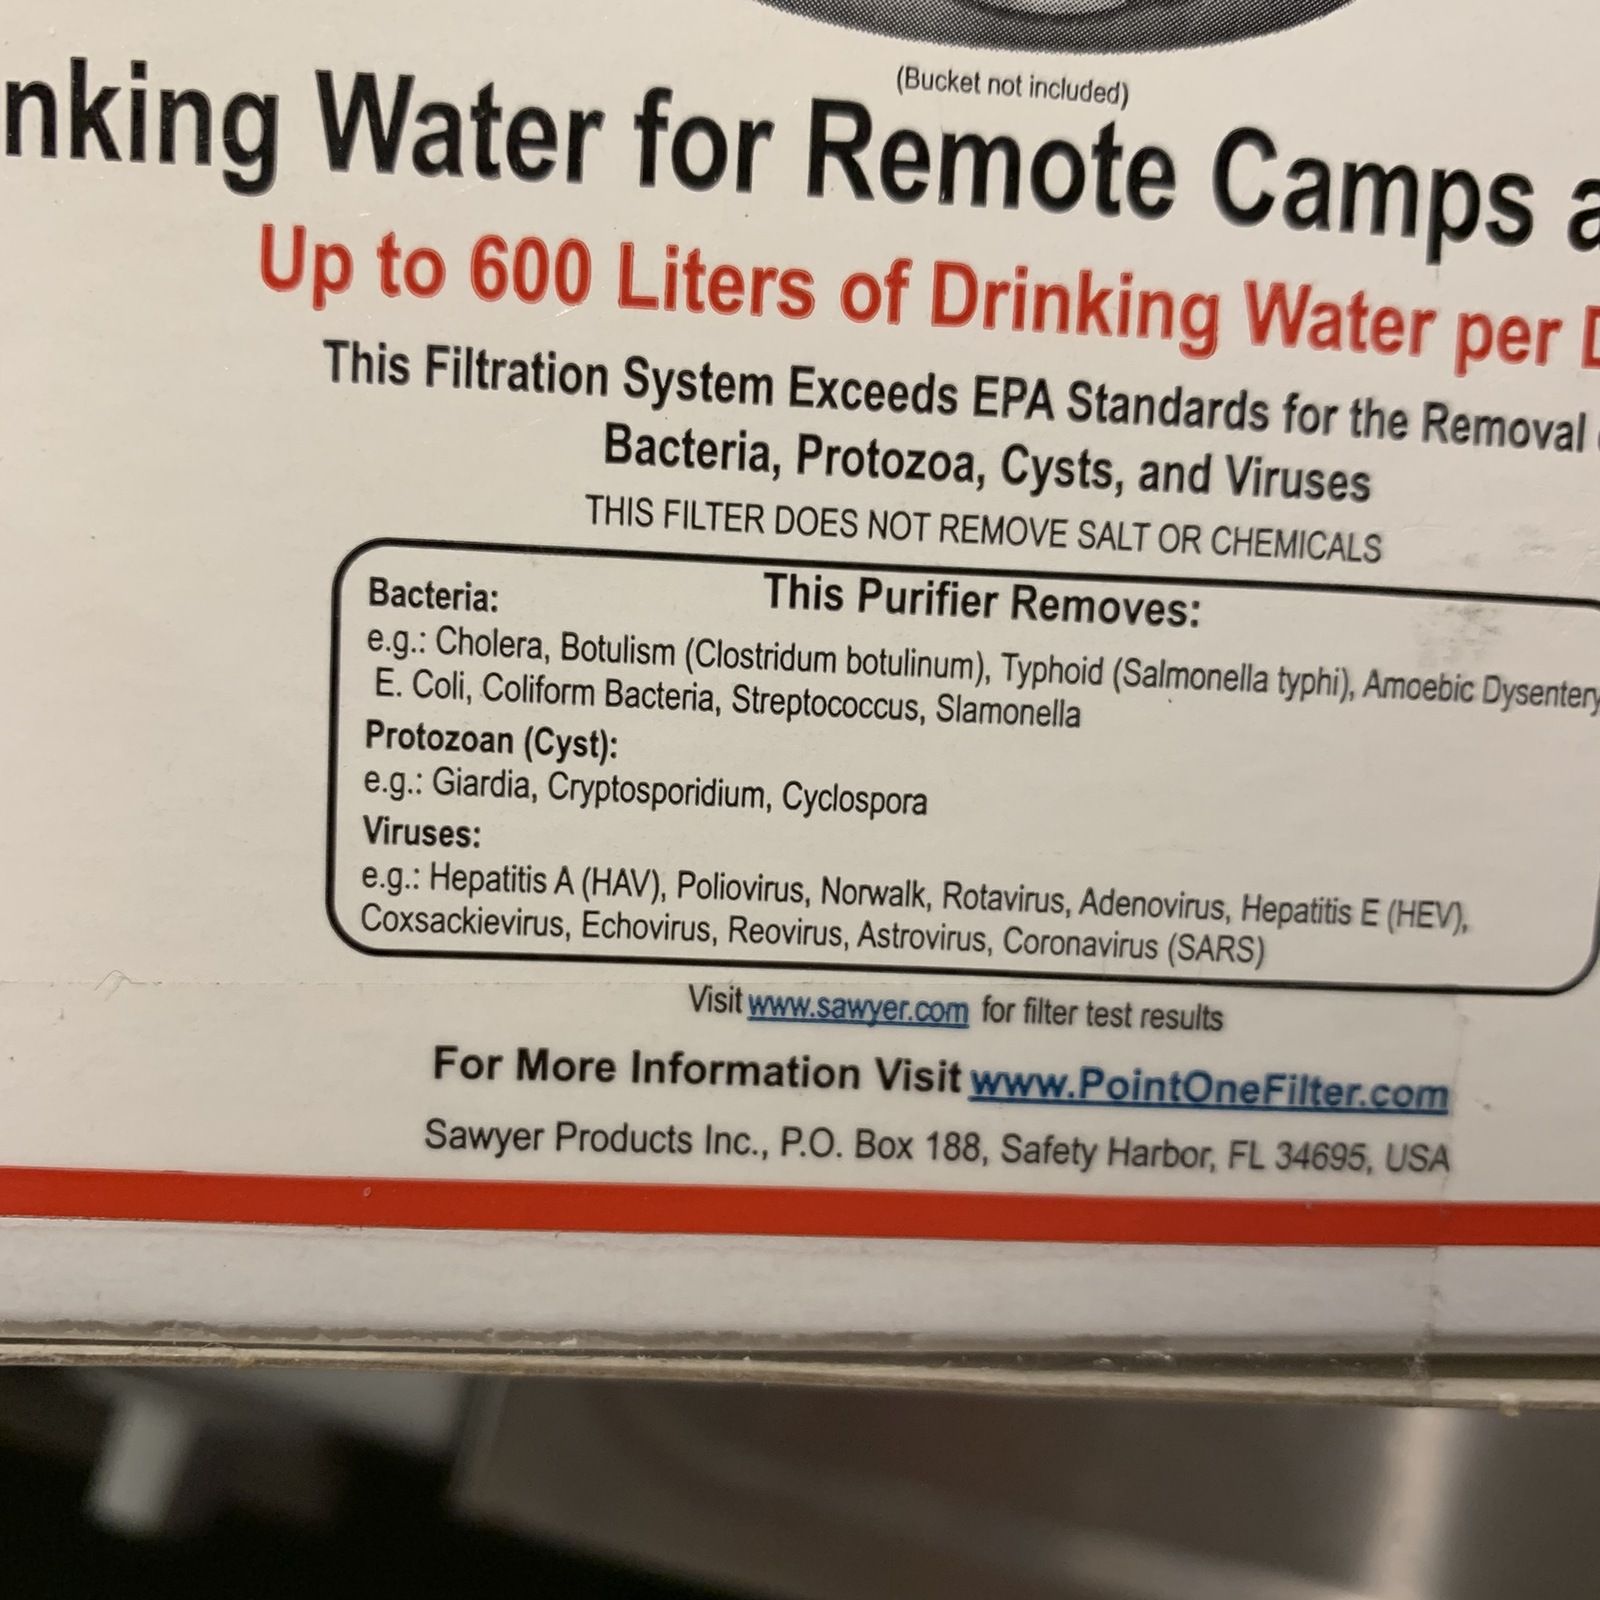 (Bucket not included)
nking Water for Remote Camps a
Up to 600 Liters of Drinking Water per D
This Filtration System Exceeds EPA Standards for the Removal
Bacteria, Protozoa, Cysts, and Viruses
THIS FILTER DOES NOT REMOVE SALT OR CHEMICALS
This Purifier Removes:
Bacteria:
e.g.: Cholera, Botulism (Clostridum botulinum), Typhoid (Salmonella typhi), Amoebic Dysentery
E. Coli, Coliform Bacteria, Streptococcus, Slamonella
Protozoan (Cyst):
e.g.: Giardia, Cryptosporidium, Cyclospora
Viruses:
e.g.: Hepatitis A (HAV), Poliovirus, Norwalk, Rotavirus, Adenovirus, Hepatitis E (HEV),
Coxsackievirus, Echovirus, Reovirus, Astrovirus, Coronavirus (SARS)
Visit www.sawyer.com for filter test results
For More Information Visit www.PointOneFilter.com
Sawyer Products Inc., P.O. Box 188, Safety Harbor, FL 34695, USA